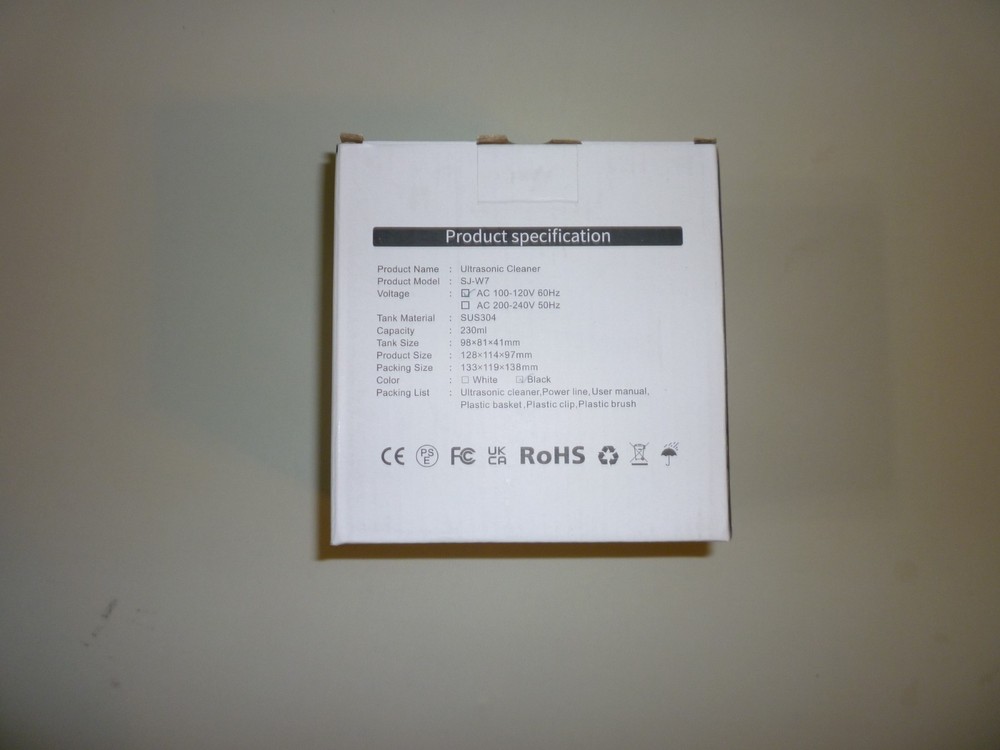 Product specification
Product Name : Ultrasonic Cleaner
Product Model : SJ-W7
Voltage : ☑ AC 100-120V 60Hz
☐ AC 200-240V 50Hz
Tank Material : SUS304
Capacity : 230ml
Tank Size : 98×81×41mm
Product Size : 128×114×97mm
Packing Size : 133×119×138mm
Color : ☐ White ☑ Black
Packing List : Ultrasonic cleaner,Power line,User manual,
Plastic basket,Plastic clip,Plastic brush
CE PSE FC UKCA RoHS